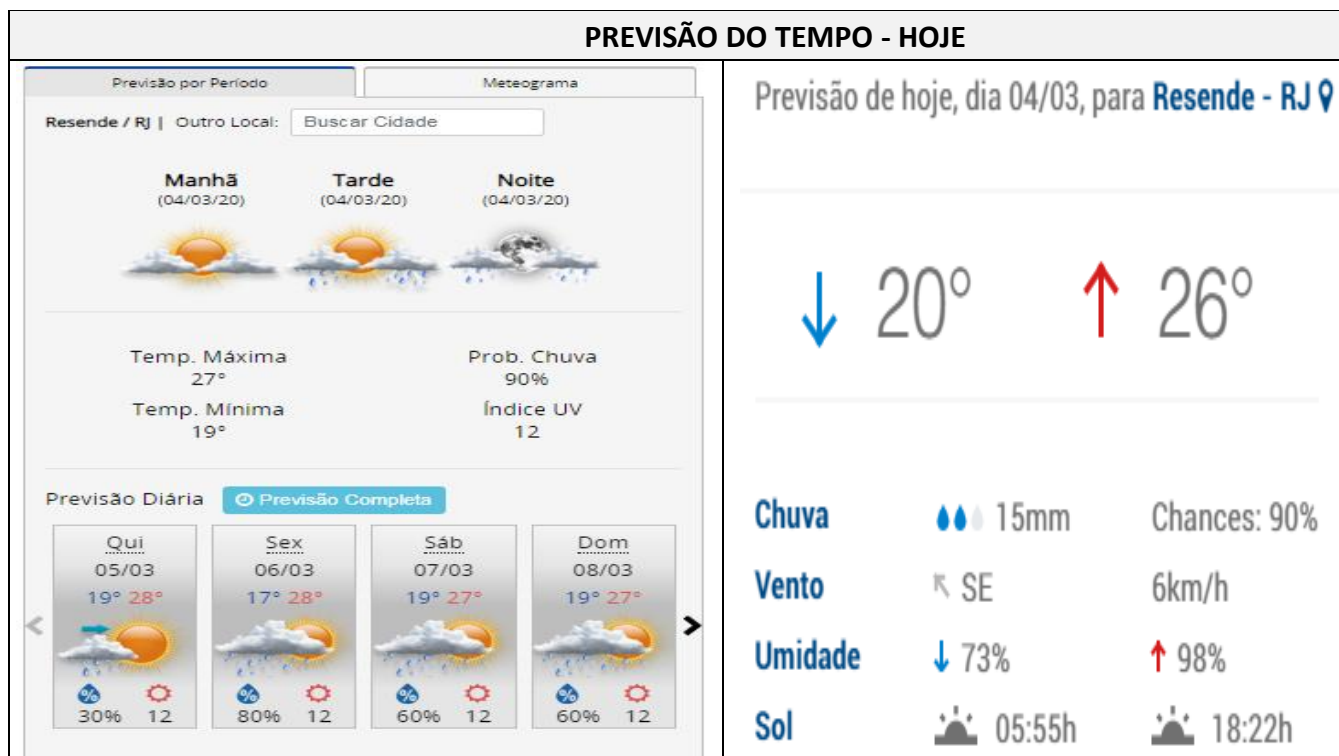 PREVISÃO DO TEMPO - HOJE
Previsão por Período
Meteograma
Resende / RJ | Outro Local: Buscar Cidade
Manhã Tarde Noite
(04/03/20) (04/03/20) (04/03/20)
Temp. Máxima Prob. Chuva
27° 90%
Temp. Mínima Índice UV
19° 12
Previsão Diária Previsão Completa
Qui Sex Sáb Dom
05/03 06/03 07/03 08/03
19° 28° 17° 28° 19° 27° 19° 27°
< >
% % % %
30% 12 80% 12 60% 12 60% 12
Previsão de hoje, dia 04/03, para Resende - RJ
↓ 20° ↑ 26°
Chuva 15mm Chances: 90%
Vento SE 6km/h
Umidade ↓ 73% ↑ 98%
Sol 05:55h 18:22h